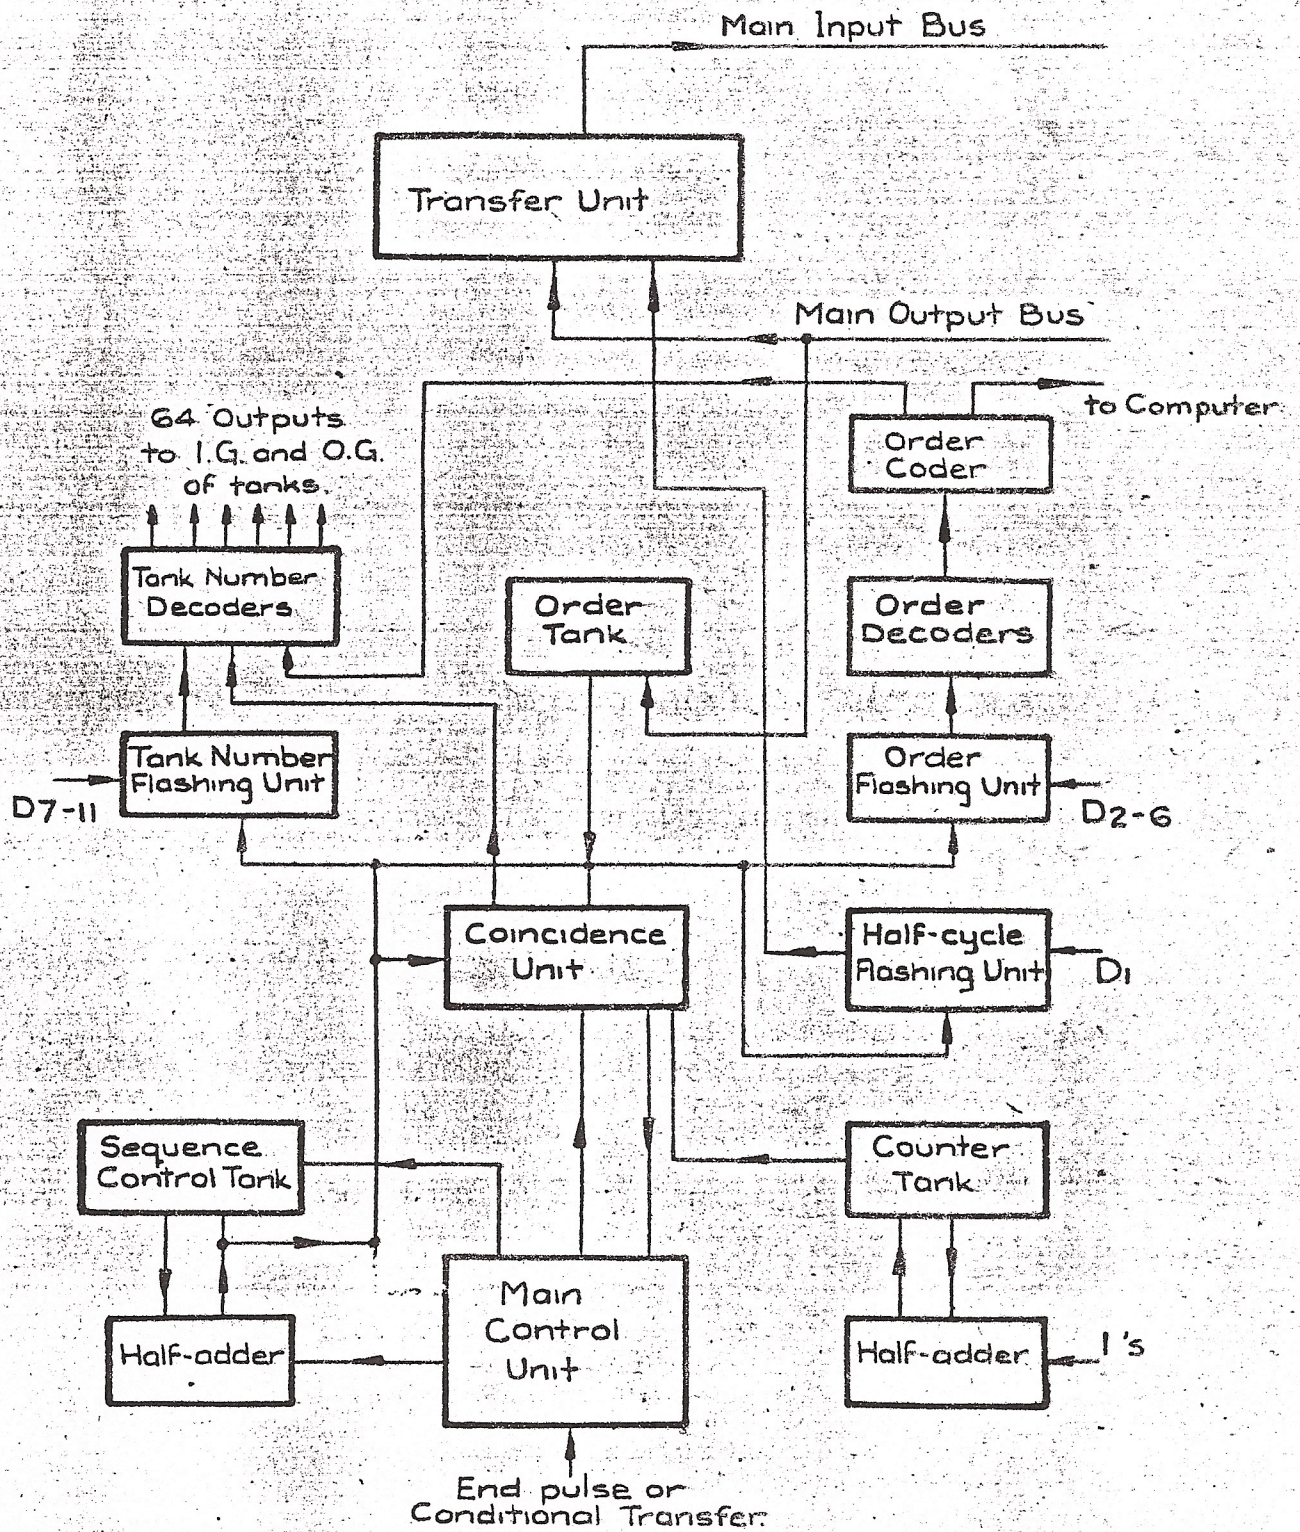 Main Input Bus
Transfer Unit
Main Output Bus
to Computer
64 Outputs
to I.G. and O.G.
of tanks.
Order
Coder
Tank Number
Decoders
Order
Tank
Order
Decoders
Tank Number
Flashing Unit
D7-11
Order
Flashing Unit
D2-6
Coincidence
Unit
Half-cycle
Flashing Unit
D1
Sequence
Control Tank
Counter
Tank
Main
Control
Unit
Half-adder
Half-adder
1's
End pulse or
Conditional Transfer.